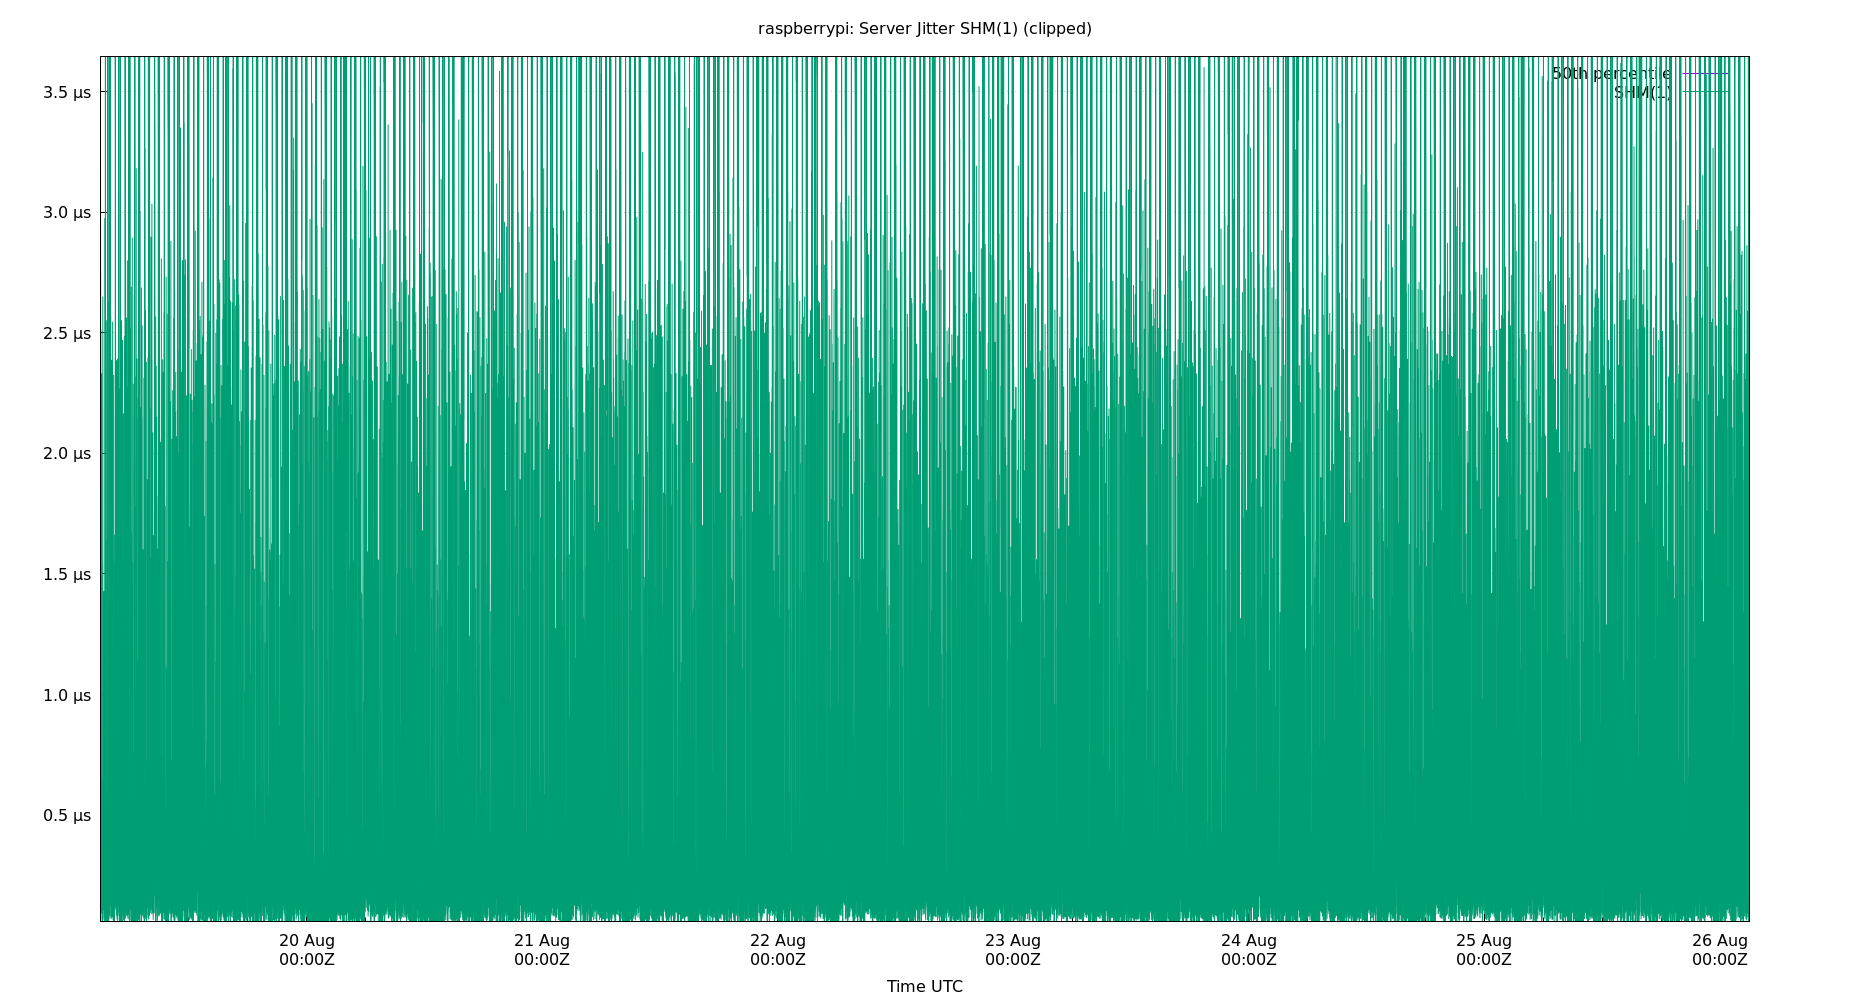 raspberrypi: Server Jitter SHM(1) (clipped)
50th percentile
SHM(1)
3.5 µs
3.0 µs
2.5 µs
2.0 µs
1.5 µs
1.0 µs
0.5 µs
20 Aug 21 Aug 22 Aug 23 Aug 24 Aug 25 Aug 26 Aug
00:00Z 00:00Z 00:00Z 00:00Z 00:00Z 00:00Z 00:00Z
Time UTC